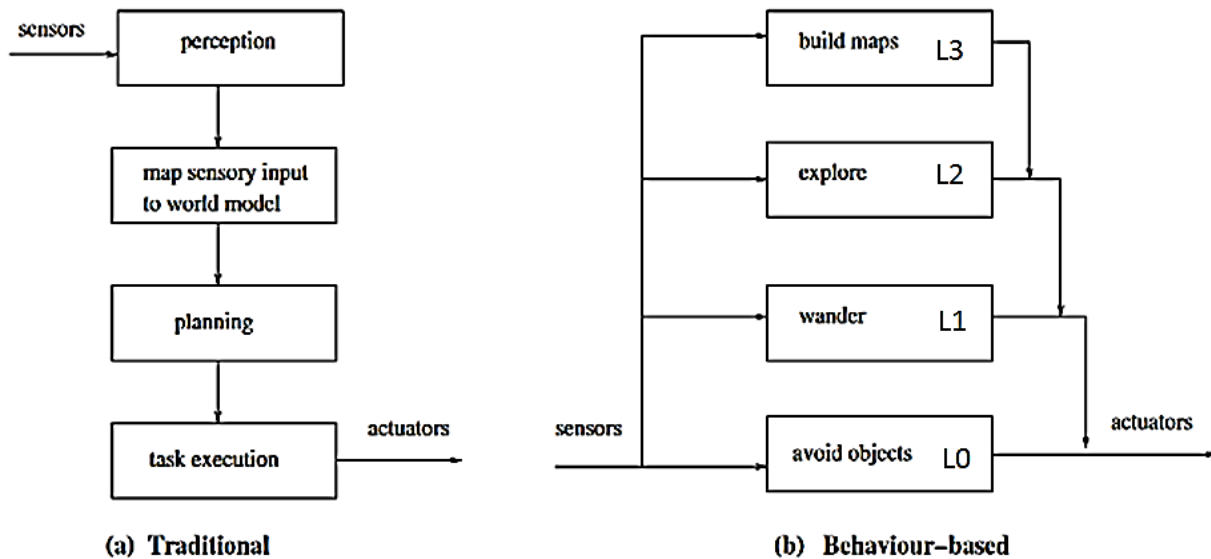 sensors
perception
map sensory input
to world model
planning
task execution
actuators
(a) Traditional
build maps L3
explore L2
wander L1
sensors
avoid objects L0
actuators
(b) Behaviour-based